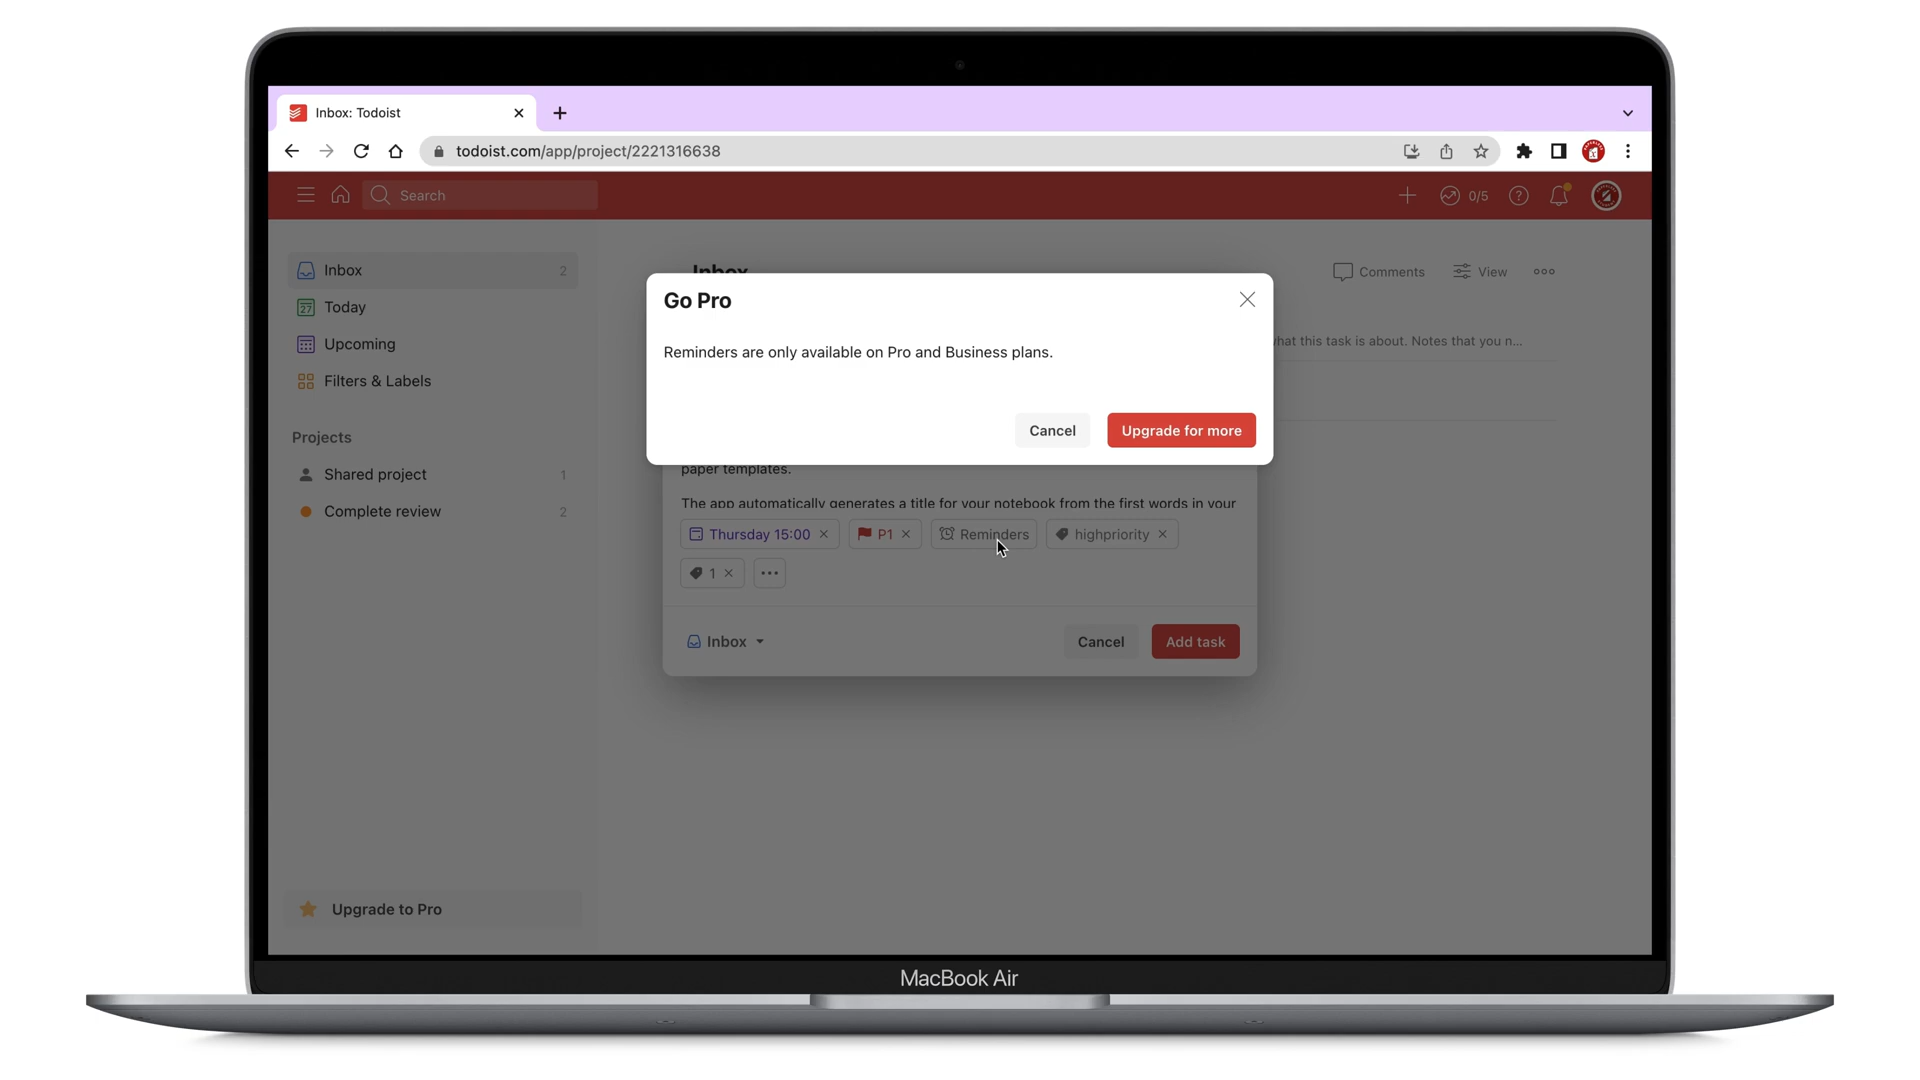 Inbox: Todoist
todoist.com/app/project/2221316638
Search
0/5
Inbox 2
27 Today
Upcoming
Filters & Labels
Projects
Shared project 1
Complete review 2
Upgrade to Pro
Inbox
Comments
View
what this task is about. Notes that you n...
Go Pro
Reminders are only available on Pro and Business plans.
Cancel
Upgrade for more
paper templates.
The app automatically generates a title for your notebook from the first words in your
Thursday 15:00
P1
Reminders
highpriority
1
Inbox
Cancel
Add task
MacBook Air